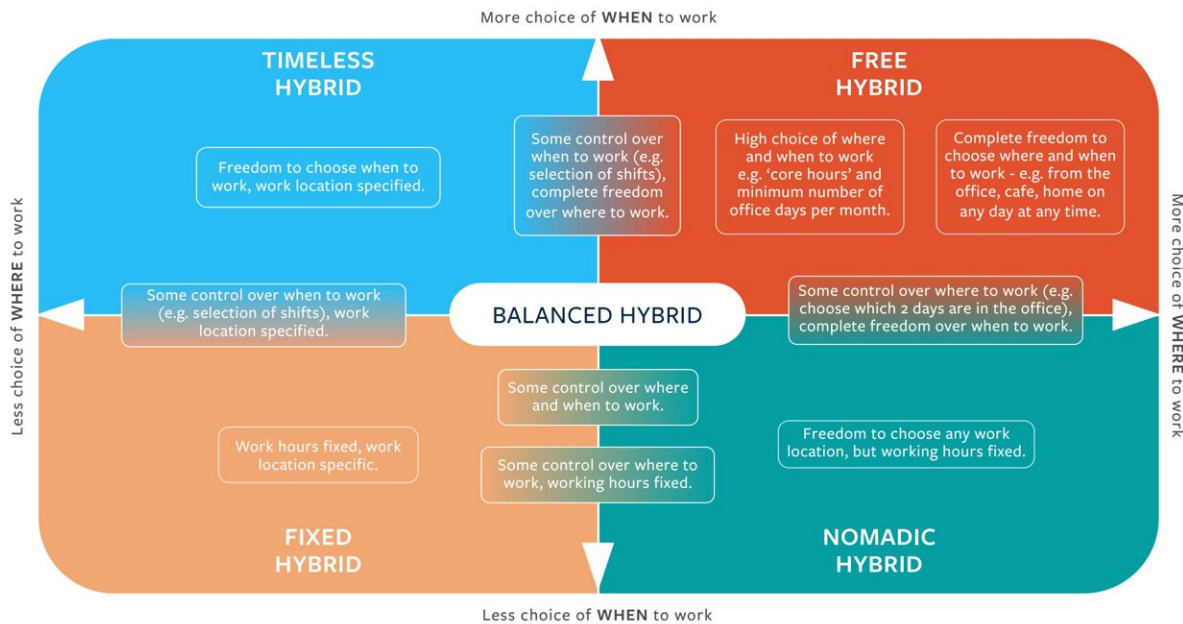 More choice of WHEN to work
TIMELESS
HYBRID
FREE
HYBRID
Freedom to choose when to
work, work location specified.
Some control over
when to work (e.g.
selection of shifts),
complete freedom
over where to work.
High choice of where
and when to work
e.g. ‘core hours’ and
minimum number of
office days per month.
Complete freedom to
choose where and when
to work - e.g. from the
office, cafe, home on
any day at any time.
Less choice of WHERE to work
More choice of WHERE to work
Some control over when to work
(e.g. selection of shifts), work
location specified.
BALANCED HYBRID
Some control over where to work (e.g.
choose which 2 days are in the office),
complete freedom over when to work.
Some control over where
and when to work.
Work hours fixed, work
location specific.
Some control over where to
work, working hours fixed.
Freedom to choose any work
location, but working hours fixed.
FIXED
HYBRID
NOMADIC
HYBRID
Less choice of WHEN to work